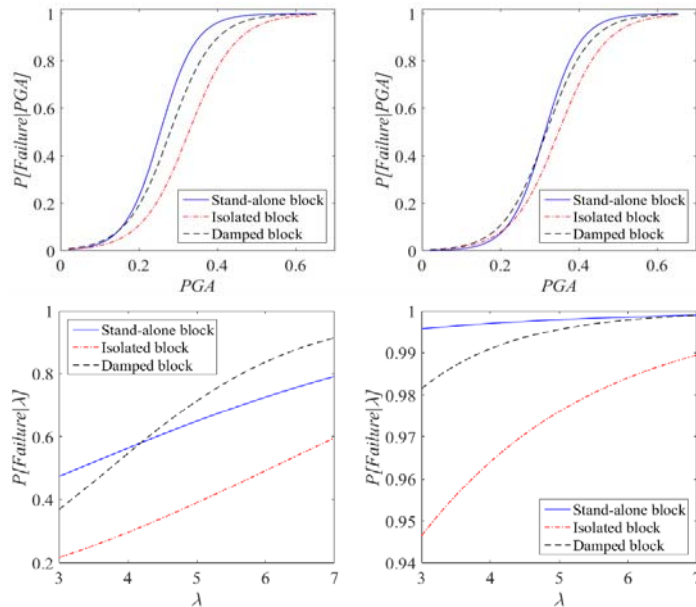 1
0.8
0.6
0.4
0.2
0
P[Failure|PGA]
Stand-alone block
Isolated block
Damped block
0 0.2 0.4 0.6
PGA
1
0.8
0.6
0.4
0.2
0
P[Failure|PGA]
Stand-alone block
Isolated block
Damped block
0 0.2 0.4 0.6
PGA
1
0.8
0.6
0.4
0.2
P[Failure|λ]
Stand-alone block
Isolated block
Damped block
3 4 5 6 7
λ
1
0.99
0.98
0.97
0.96
0.95
0.94
P[Failure|λ]
Stand-alone block
Isolated block
Damped block
3 4 5 6 7
λ